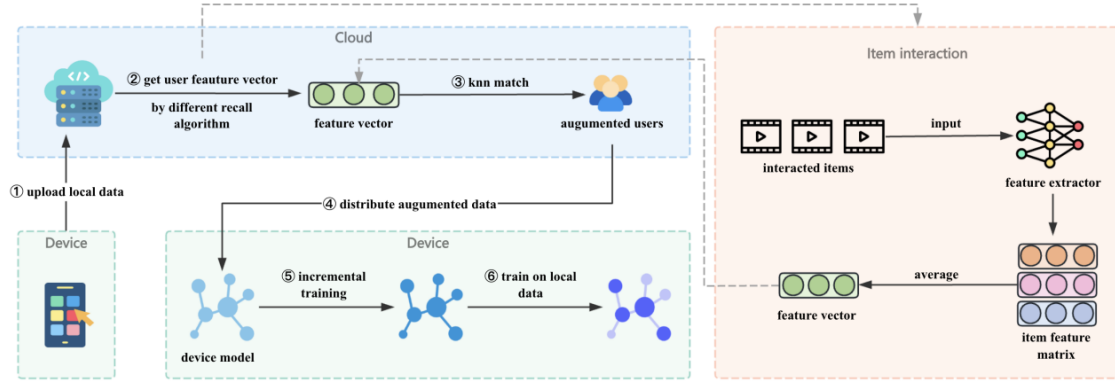 Cloud
② get user feauture vector
by different recall
algorithm
feature vector
③ knn match
augumented users
① upload local data
④ distribute augumented data
Device
Device
⑤ incremental
training
⑥ train on local
data
device model
Item interaction
interacted items
input
feature extractor
average
feature vector
item feature
matrix